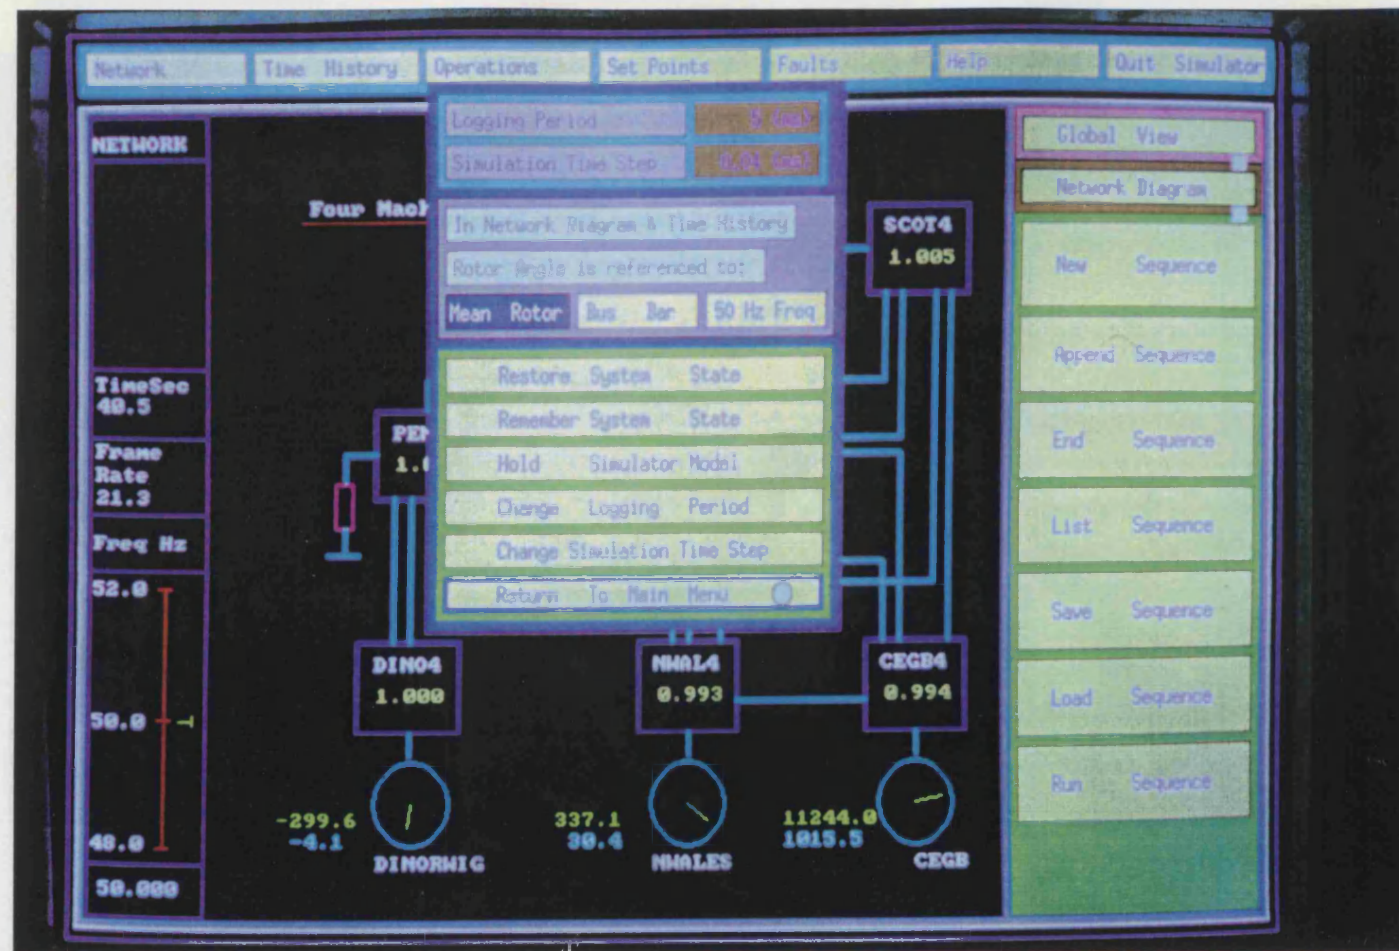 Network
Time History
Operations
Set Points
Faults
Help
Quit Simulator
NETWORK
TimeSec
40.5
Frame
Rate
21.3
Freq Hz
52.0
50.0
48.0
50.000
Four
Logging Period
Simulation Time Step
In Network Diagram & Time History
Rotor Angle is referenced to:
Mean Rotor
Bus Bar
50 Hz Freq
Restore System State
Remember System State
Hold Simulator Model
Change Logging Period
Change Simulation Time Step
Return To Main Menu
SCOT4
1.005
DINO4
1.000
NWAL4
0.993
CEGB4
0.994
-299.6
-4.1
DINORWIG
337.1
30.4
NWALES
11244.0
1015.5
CEGB
Global View
Network Diagram
New Sequence
Append Sequence
End Sequence
List Sequence
Save Sequence
Load Sequence
Run Sequence